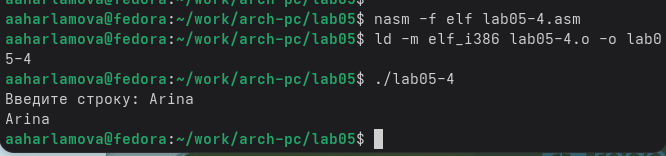 aaharlamova@fedora:~/work/arch-pc/lab05$ nasm -f elf lab05-4.asm
aaharlamova@fedora:~/work/arch-pc/lab05$ ld -m elf_i386 lab05-4.o -o lab0
5-4
aaharlamova@fedora:~/work/arch-pc/lab05$ ./lab05-4
Введите строку: Arina
Arina
aaharlamova@fedora:~/work/arch-pc/lab05$